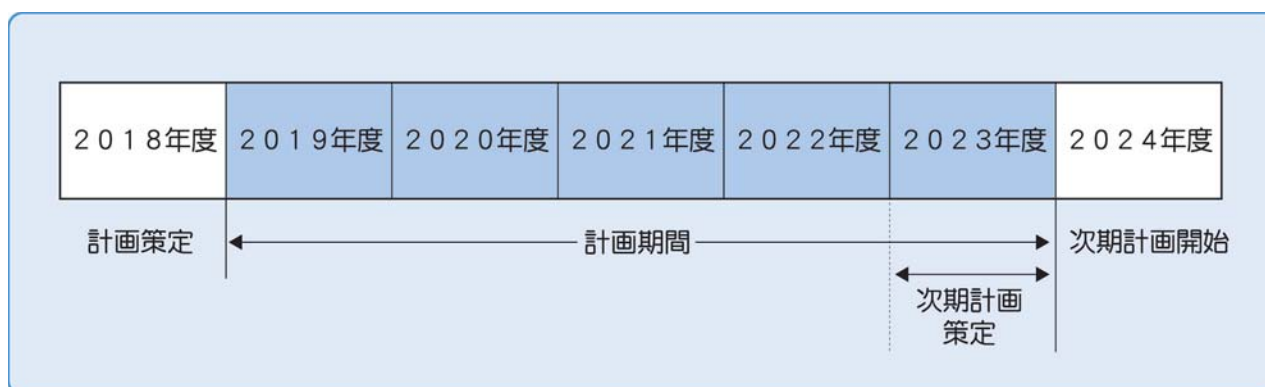 2018年度 2019年度 2020年度 2021年度 2022年度 2023年度 2024年度
計画策定 計画期間 次期計画開始
次期計画
策定